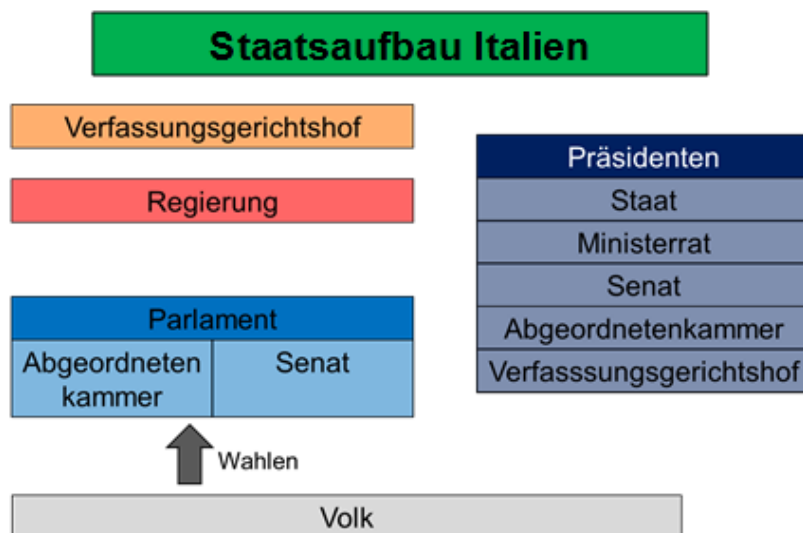 Staatsaufbau Italien
Verfassungsgerichtshof
Regierung
Parlament
Abgeordneten
kammer
Senat
Wahlen
Volk
Präsidenten
Staat
Ministerrat
Senat
Abgeordnetenkammer
Verfasssungsgerichtshof